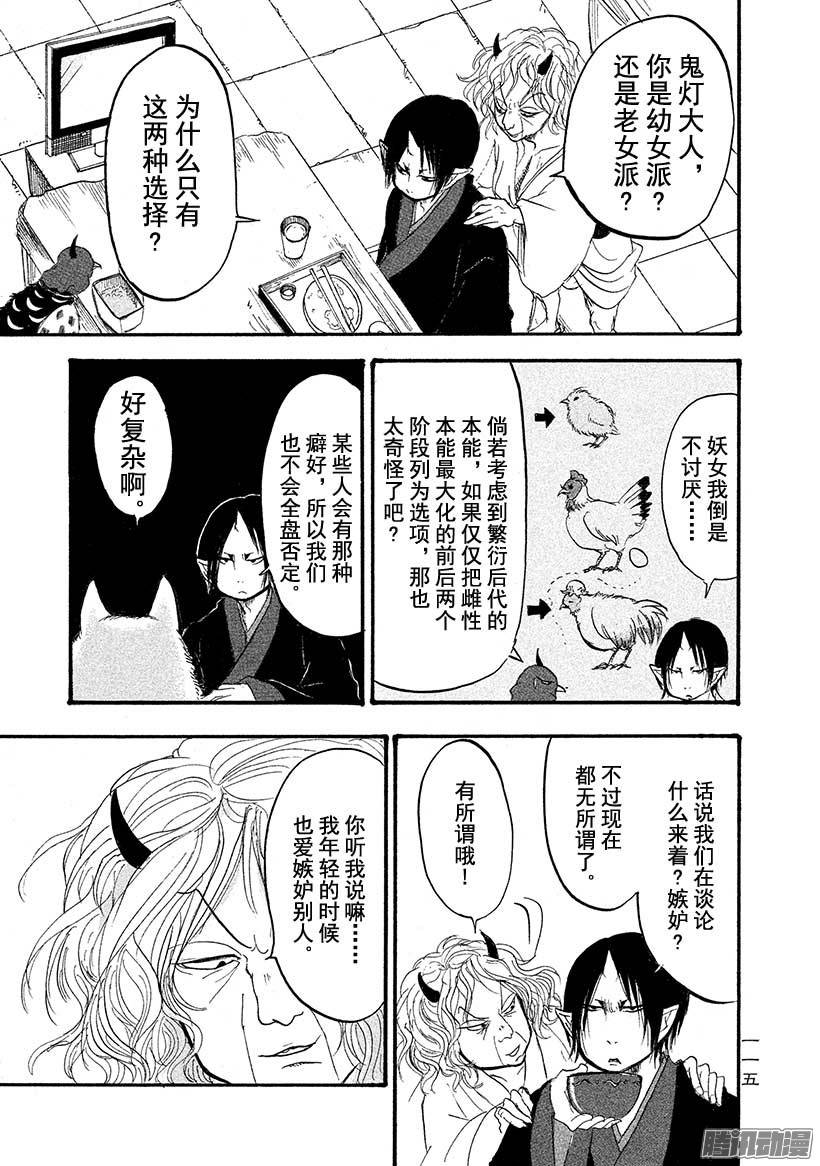 鬼灯大人，
你是幼女派？
还是老女派？
为什么只有
这两种选择？
妖女我倒是
不讨厌……
倘若考虑到繁衍后代的
本能，如果仅仅把雌性
本能最大化的前后两个
阶段列为选项，那也
太奇怪了吧？
某些人会有那种
癖好，所以我们
也不会全盘否定。
好复杂啊。
话说我们在谈论
什么来着？嫉妒？
不过现在
都无所谓了。
有所谓哦！
你听我说嘛……
我年轻的时候
也爱嫉妒别人。
一一五
腾讯动漫